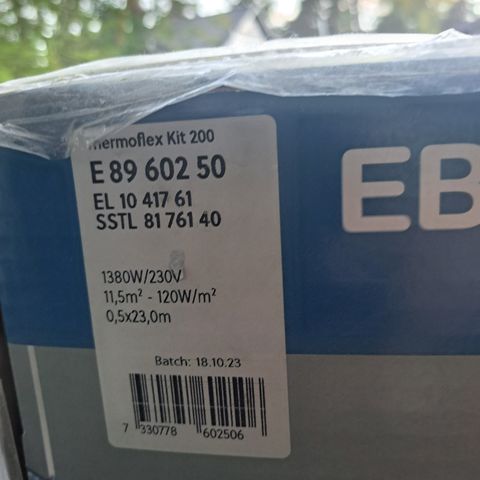 Thermoflex Kit 200
E 89 602 50
EL 10 417 61
SSTL 81 761 40
EB
1380W/230V
11,5m² - 120W/m²
0,5x23,0m
Batch: 18.10.23
7 330778 602506